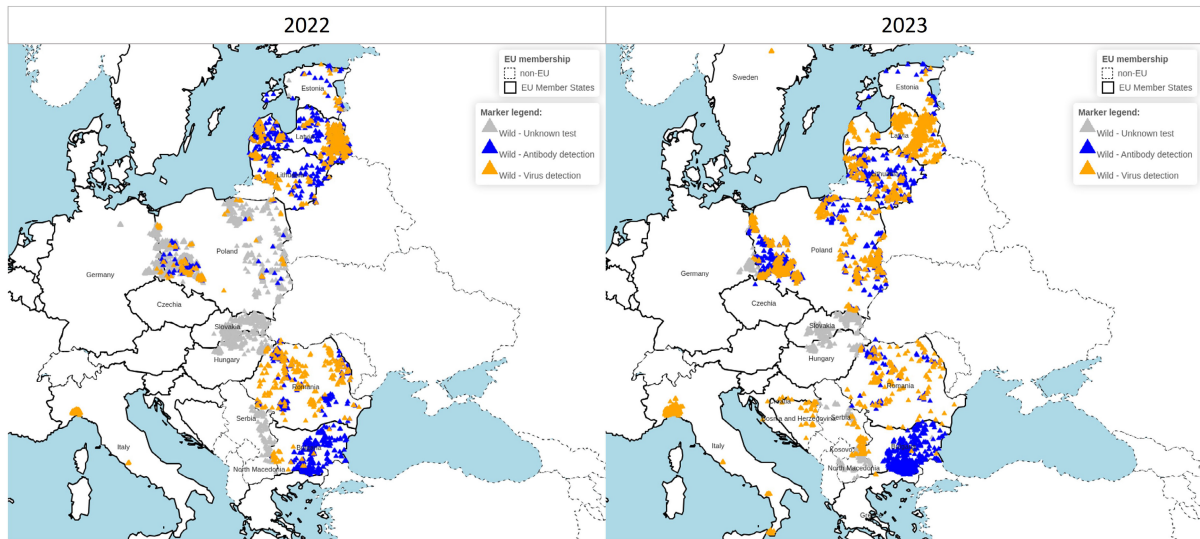 2022
2023
EU membership
non-EU
EU Member States
Marker legend:
Wild - Unknown test
Wild - Antibody detection
Wild - Virus detection
Estonia
Poland
Germany
Czechia
Slovakia
Hungary
Romania
Serbia
Italy
North Macedonia
EU membership
non-EU
EU Member States
Marker legend:
Wild - Unknown test
Wild - Antibody detection
Wild - Virus detection
Sweden
Estonia
Latvia
Poland
Germany
Czechia
Slovakia
Hungary
Romania
Croatia
Bosnia and Herzegovina
Serbia
Italy
Kosovo
North Macedonia